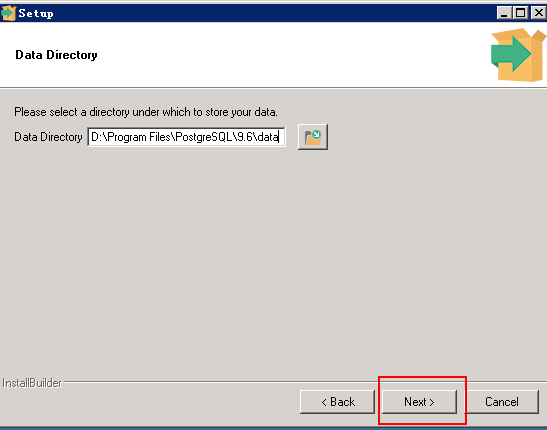 Setup
Data Directory
Please select a directory under which to store your data.
Data Directory D:\Program Files\PostgreSQL\9.6\data
InstallBuilder
< Back Next > Cancel